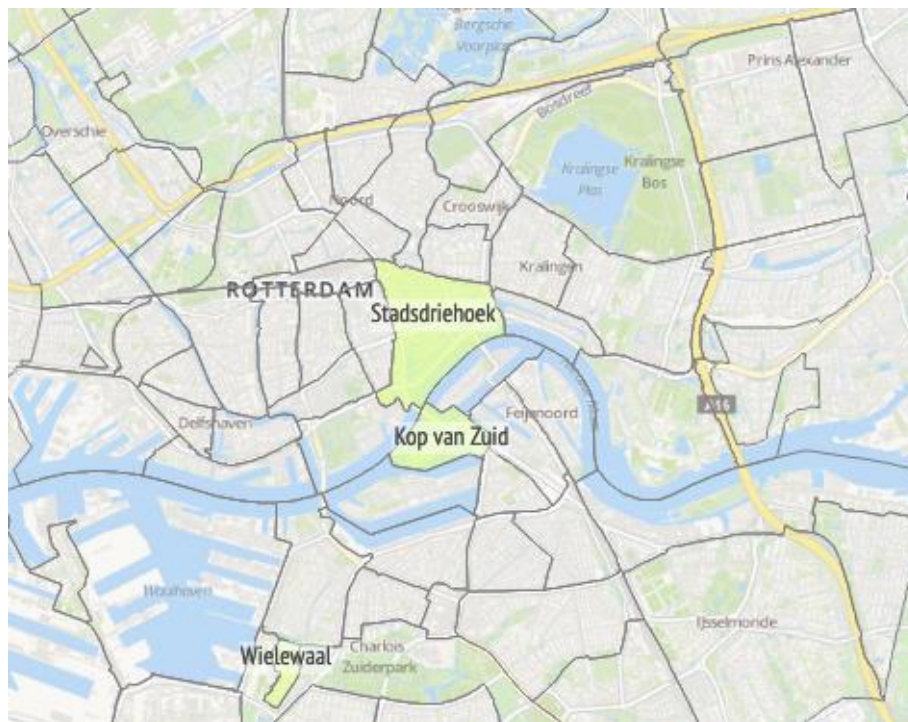 Bergsche
Voorplas
Prins Alexander
Bosdreef
Overschie
Kralingse
Plas
Kralingse
Bos
Noord
Crooswijk
Kralingen
ROTTERDAM
Stadsdriehoek
A16
Feijenoord
Delfshaven
Kop van Zuid
Waalhaven
IJsselmonde
Wielewaal
Charlois
Zuiderpark